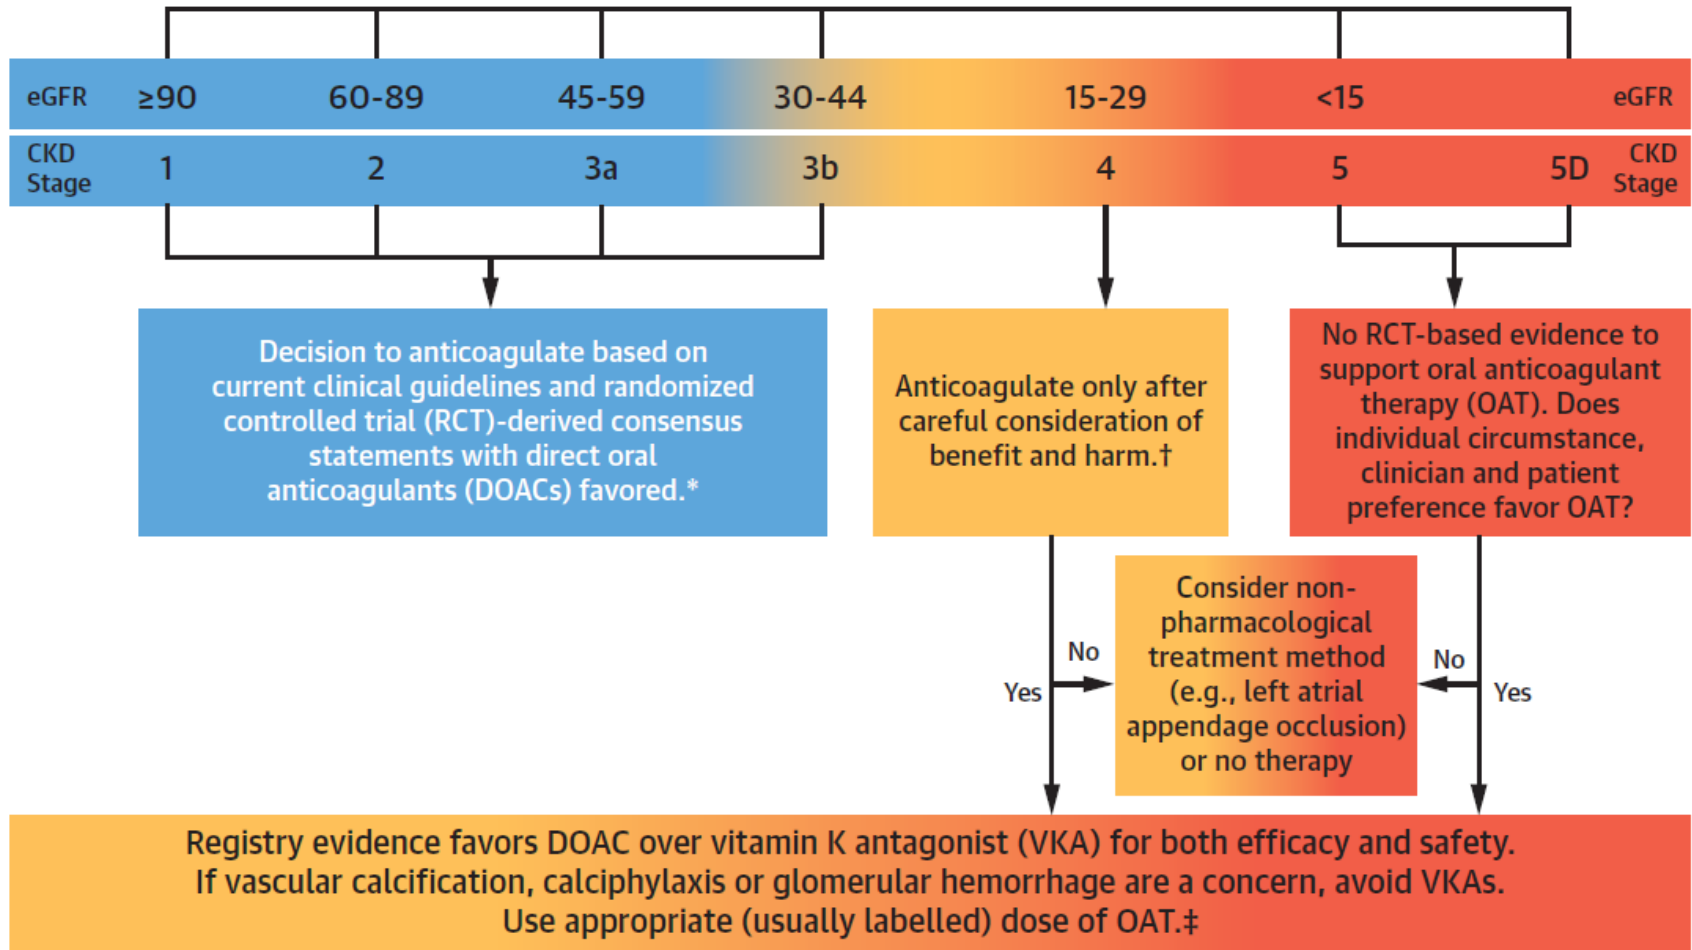 eGFR ≥90 60-89 45-59 30-44 15-29 <15 eGFR
CKD
Stage
1 2 3a 3b 4 5 5D
CKD
Stage
Decision to anticoagulate based on
current clinical guidelines and randomized
controlled trial (RCT)-derived consensus
statements with direct oral
anticoagulants (DOACs) favored.*
Anticoagulate only after
careful consideration of
benefit and harm.†
No RCT-based evidence to
support oral anticoagulant
therapy (OAT). Does
individual circumstance,
clinician and patient
preference favor OAT?
Yes
No
Consider non-
pharmacological
treatment method
(e.g., left atrial
appendage occlusion)
or no therapy
No
Yes
Registry evidence favors DOAC over vitamin K antagonist (VKA) for both efficacy and safety.
If vascular calcification, calciphylaxis or glomerular hemorrhage are a concern, avoid VKAs.
Use appropriate (usually labelled) dose of OAT.‡